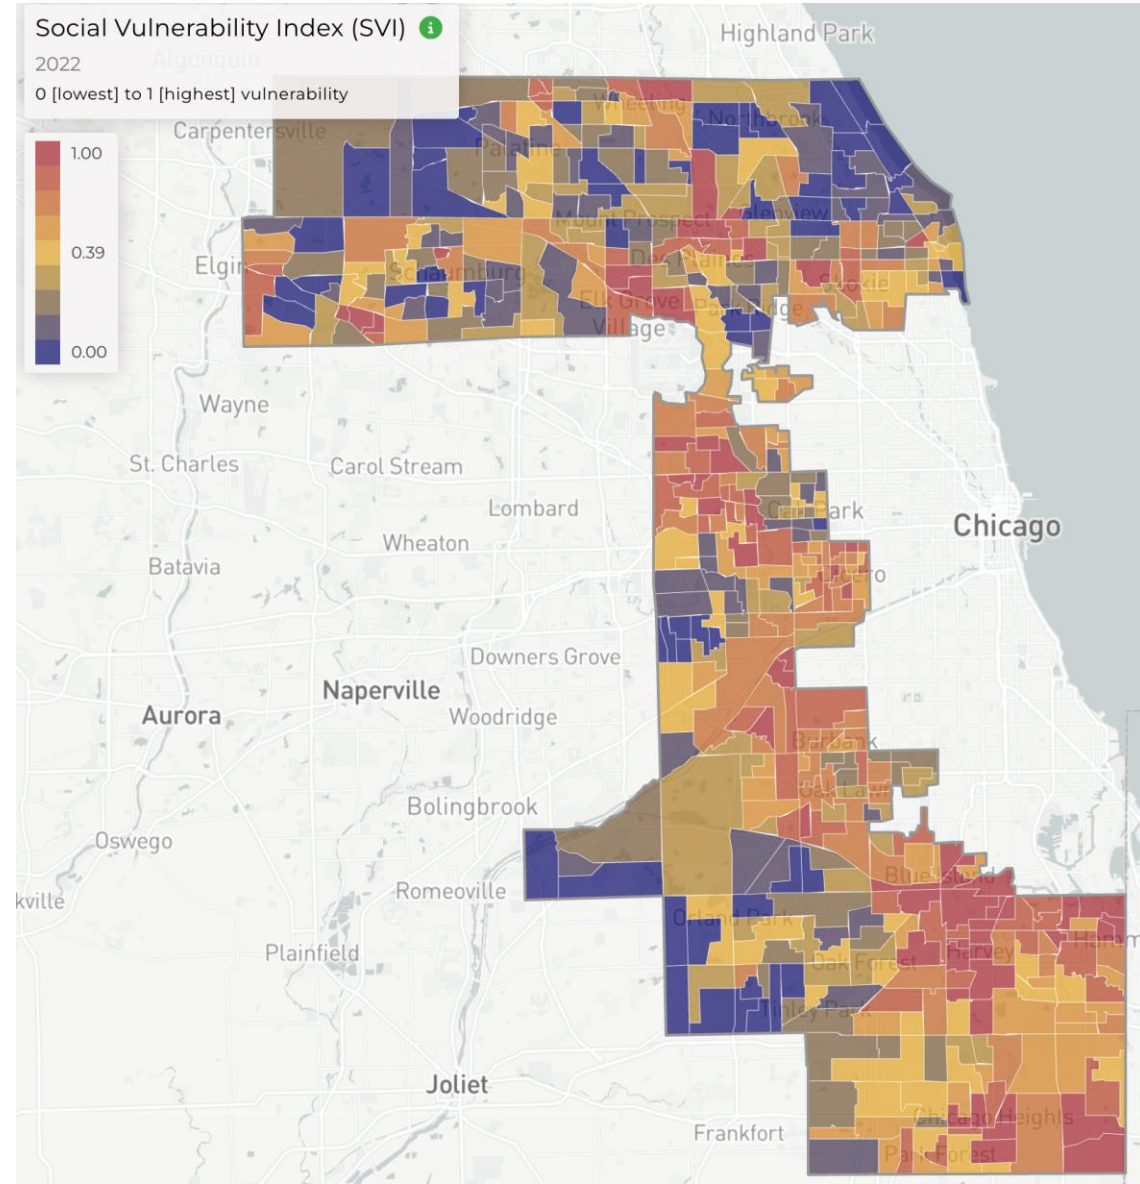 Social Vulnerability Index (SVI) i
2022
0 [lowest] to 1 [highest] vulnerability
1.00
0.39
0.00
Highland Park
Algonquin
Carpentersville
Wheeling
Northbrook
Palatine
Mount Prospect
Glenview
Elgin
Schaumburg
Des Plaines
Skokie
Elk Grove
Village
Park Ridge
Wayne
St. Charles
Carol Stream
Lombard
Oak Park
Chicago
Wheaton
Batavia
Cicero
Downers Grove
Naperville
Aurora
Woodridge
Burbank
Oak Lawn
Bolingbrook
Oswego
Romeoville
Blue Island
kville
Orland Park
Plainfield
Harvey
Hamm
Oak Forest
Tinley Park
Joliet
Chicago Heights
Frankfort
Park Forest